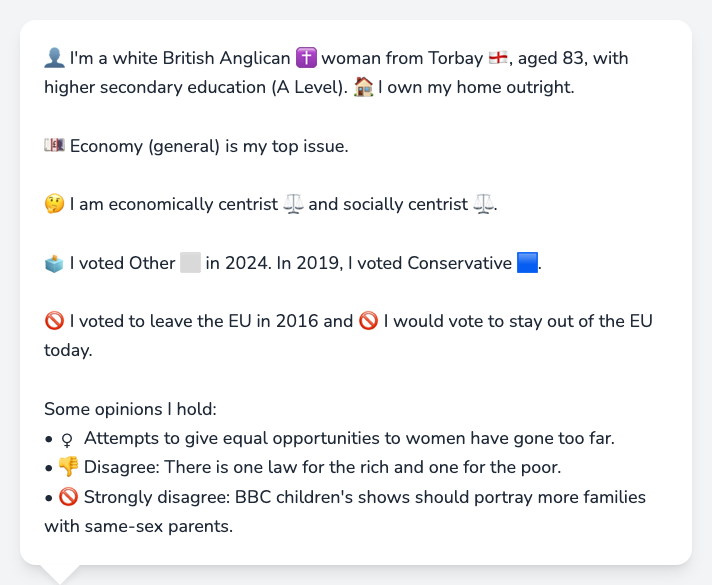 👤 I'm a white British Anglican ✝️ woman from Torbay 🏴󠁧󠁢󠁥󠁮󠁧󠁿, aged 83, with
higher secondary education (A Level). 🏠 I own my home outright.
💷 Economy (general) is my top issue.
🤔 I am economically centrist ⚖️ and socially centrist ⚖️.
🗳️ I voted Other ⬜ in 2024. In 2019, I voted Conservative 🟦.
🚫 I voted to leave the EU in 2016 and 🚫 I would vote to stay out of the EU
today.
Some opinions I hold:
• ♀ Attempts to give equal opportunities to women have gone too far.
• 👎 Disagree: There is one law for the rich and one for the poor.
• 🚫 Strongly disagree: BBC children's shows should portray more families
with same-sex parents.